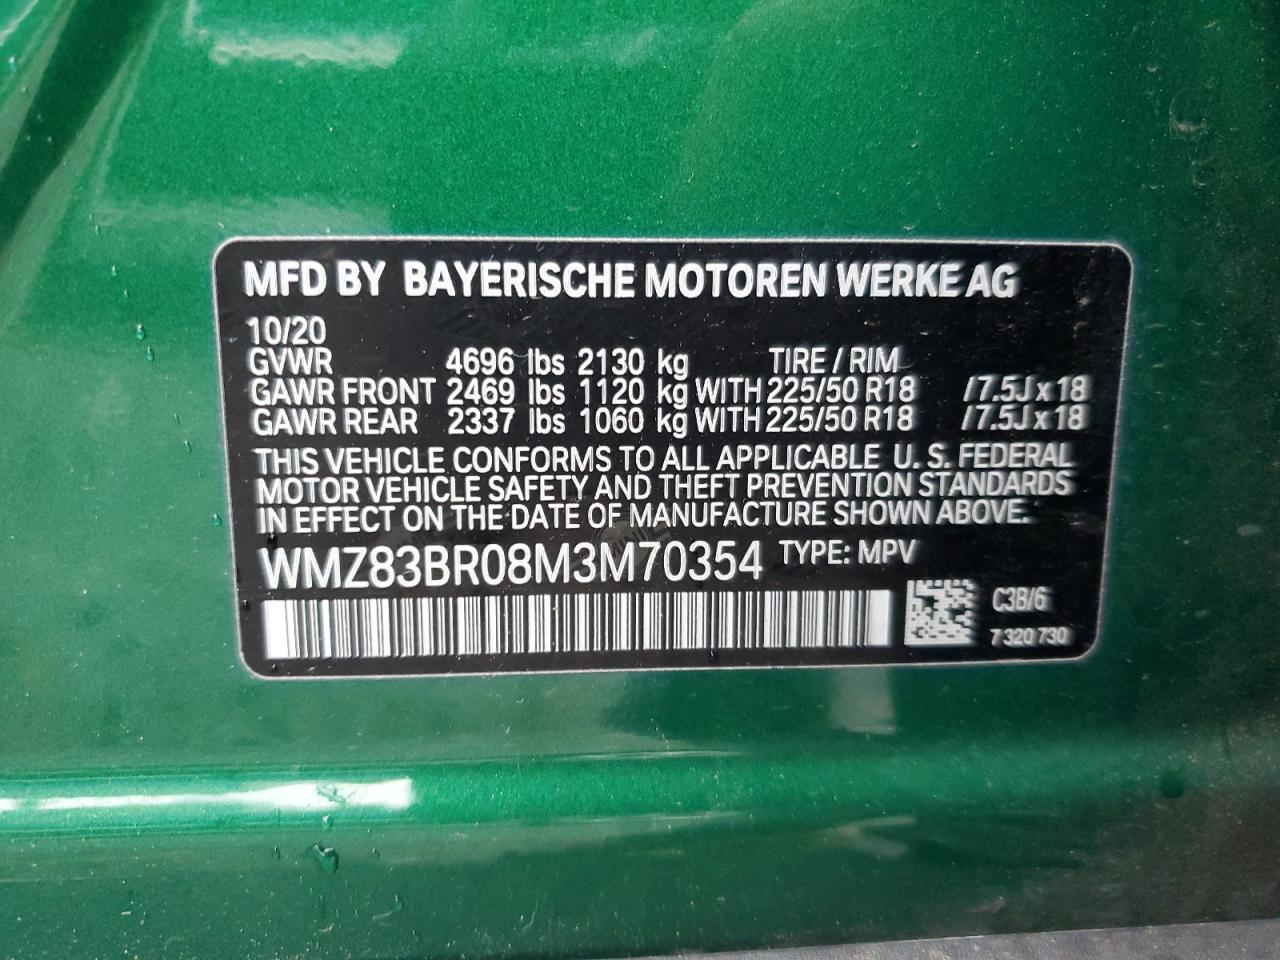 MFD BY BAYERISCHE MOTOREN WERKE AG
10/20
GVWR 4696 lbs 2130 kg TIRE / RIM
GAWR FRONT 2469 lbs 1120 kg WITH 225/50 R18 /7.5J x 18
GAWR REAR 2337 lbs 1060 kg WITH 225/50 R18 /7.5J x 18
THIS VEHICLE CONFORMS TO ALL APPLICABLE U. S. FEDERAL
MOTOR VEHICLE SAFETY AND THEFT PREVENTION STANDARDS
IN EFFECT ON THE DATE OF MANUFACTURE SHOWN ABOVE.
WMZ83BR08M3M70354 TYPE: MPV
C3B/6
7 320 730